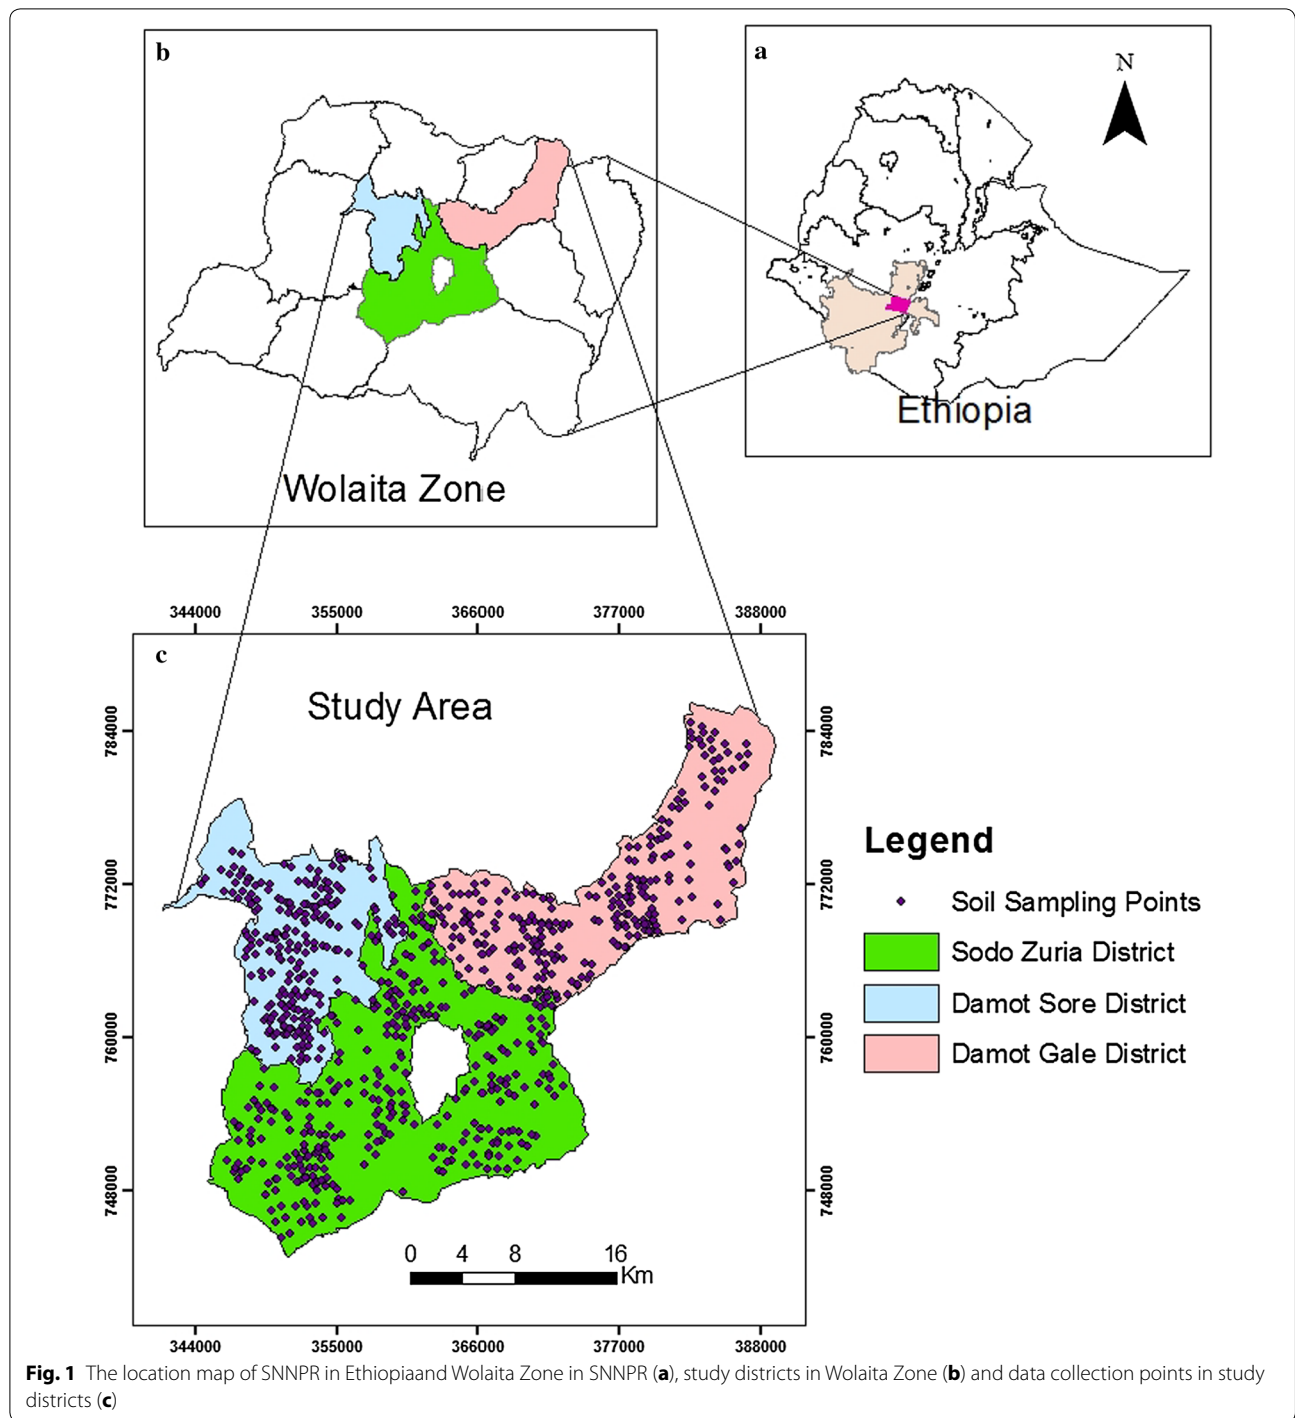 b
a
N
Ethiopia
Wolaita Zone
344000 355000 366000 377000 388000
c
Study Area
784000 784000
772000 772000
760000 760000
748000 748000
Legend
Soil Sampling Points
Sodo Zuria District
Damot Sore District
Damot Gale District
0 4 8 16
Km
344000 355000 366000 377000 388000
Fig. 1 The location map of SNNPR in Ethiopiaand Wolaita Zone in SNNPR (a), study districts in Wolaita Zone (b) and data collection points in study
districts (c)